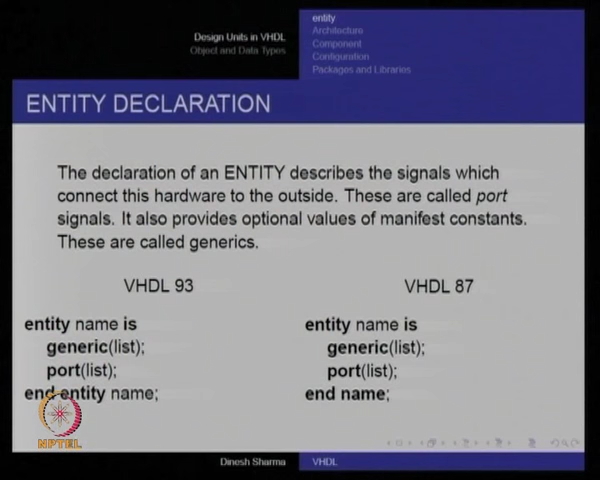 Design Units in VHDL
Object and Data Types
entity
Architecture
Component
Configuration
Packages and Libraries
ENTITY DECLARATION
The declaration of an ENTITY describes the signals which
connect this hardware to the outside. These are called port
signals. It also provides optional values of manifest constants.
These are called generics.
VHDL 93
entity name is
generic(list);
port(list);
end entity name;
VHDL 87
entity name is
generic(list);
port(list);
end name;
NPTEL
Dinesh Sharma
VHDL